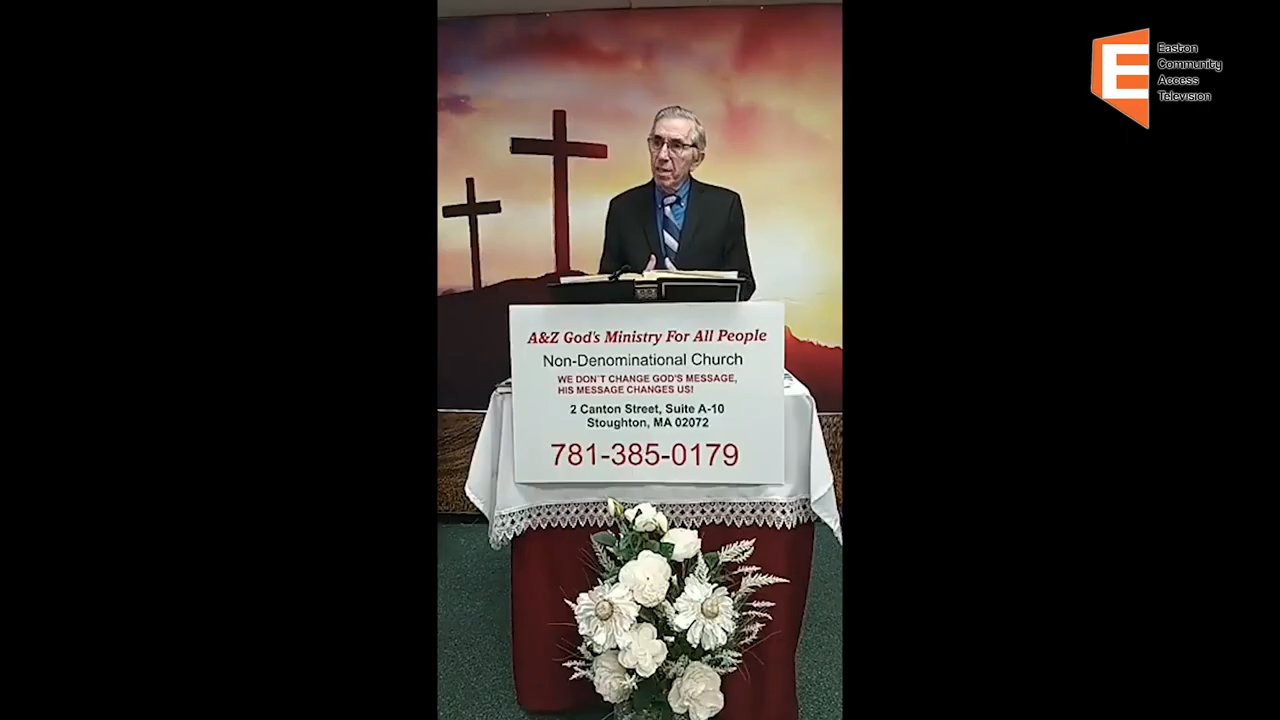 E
Easton
Community
Access
Television
A&Z God's Ministry For All People
Non-Denominational Church
WE DON'T CHANGE GOD'S MESSAGE,
HIS MESSAGE CHANGES US!
2 Canton Street, Suite A-10
Stoughton, MA 02072
781-385-0179